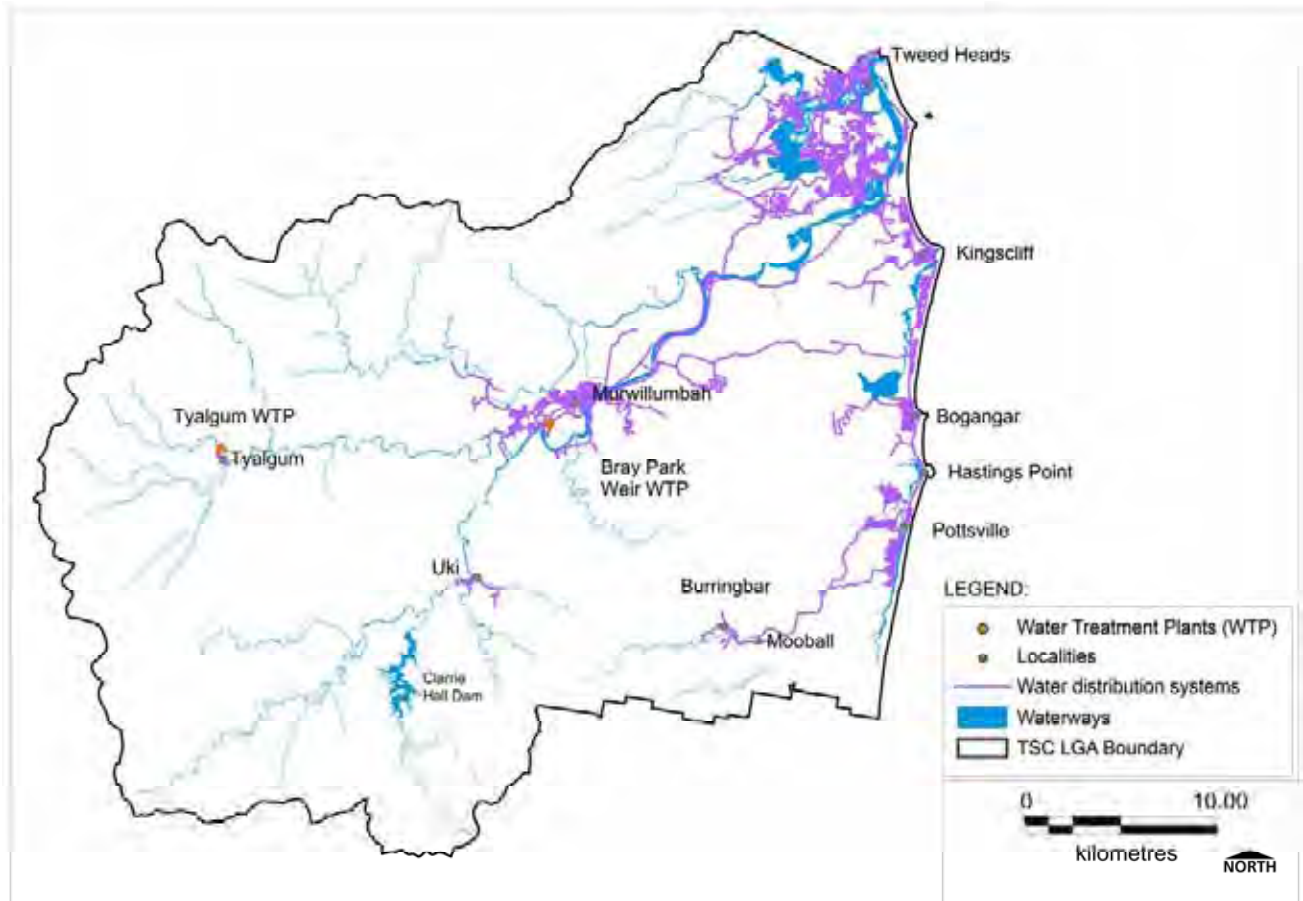 Tweed Heads
Kingscliff
Murwillumbah
Tyalgum WTP
Bogangar
Tyalgum
Bray Park
Weir WTP
Hastings Point
Pottsville
Uki
Burringbar
Mooball
Clarrie
Hall Dam
LEGEND:
Water Treatment Plants (WTP)
Localities
Water distribution systems
Waterways
TSC LGA Boundary
0 10.00
kilometres
NORTH